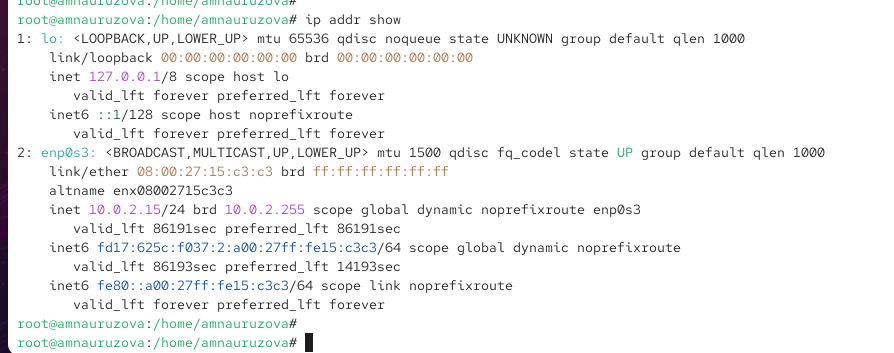 root@amnauruzova:/home/amnauruzova#
root@amnauruzova:/home/amnauruzova# ip addr show
1: lo: <LOOPBACK,UP,LOWER_UP> mtu 65536 qdisc noqueue state UNKNOWN group default qlen 1000
    link/loopback 00:00:00:00:00:00 brd 00:00:00:00:00:00
    inet 127.0.0.1/8 scope host lo
       valid_lft forever preferred_lft forever
    inet6 ::1/128 scope host noprefixroute
       valid_lft forever preferred_lft forever
2: enp0s3: <BROADCAST,MULTICAST,UP,LOWER_UP> mtu 1500 qdisc fq_codel state UP group default qlen 1000
    link/ether 08:00:27:15:c3:c3 brd ff:ff:ff:ff:ff:ff
    altname enx08002715c3c3
    inet 10.0.2.15/24 brd 10.0.2.255 scope global dynamic noprefixroute enp0s3
       valid_lft 86191sec preferred_lft 86191sec
    inet6 fd17:625c:f037:2:a00:27ff:fe15:c3c3/64 scope global dynamic noprefixroute
       valid_lft 86193sec preferred_lft 14193sec
    inet6 fe80::a00:27ff:fe15:c3c3/64 scope link noprefixroute
       valid_lft forever preferred_lft forever
root@amnauruzova:/home/amnauruzova#
root@amnauruzova:/home/amnauruzova#